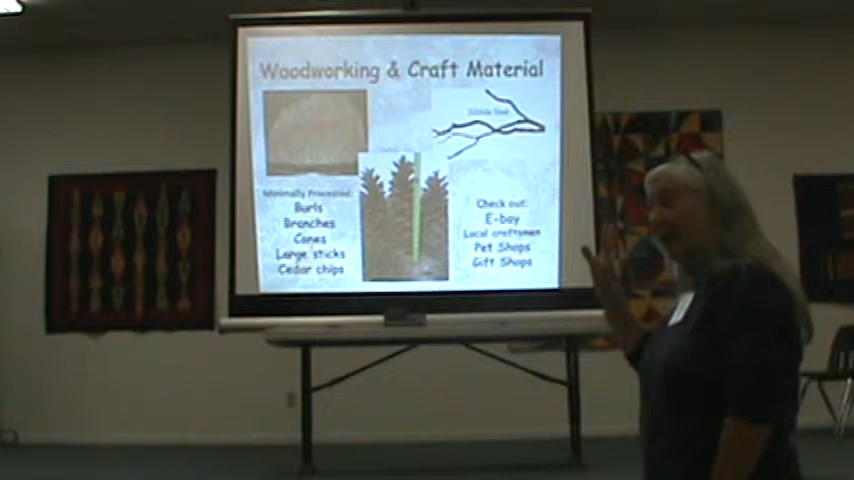 Woodworking & Craft Material
Minimally Processed:
Burls
Branches
Cones
Large sticks
Cedar chips
Check out:
E-bay
Local craftsmen
Pet Shops
Gift Shops